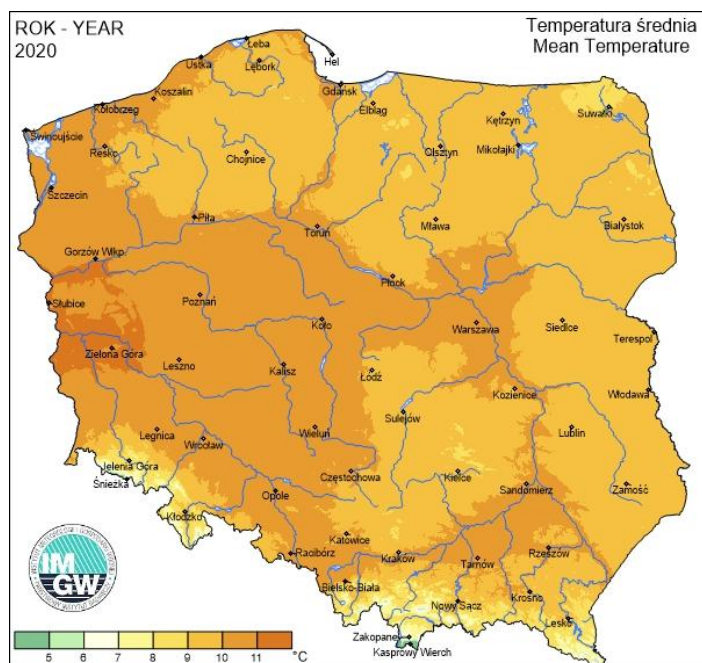 ROK - YEAR
2020
Temperatura średnia
Mean Temperature
Łeba
Ustka
Lębork
Hel
Gdańsk
Koszalin
Kołobrzeg
Elbląg
Kętrzyn
Suwałki
Świnoujście
Resko
Chojnice
Olsztyn
Mikołajki
Szczecin
Piła
Toruń
Mława
Białystok
Gorzów Wlkp.
Płock
Słubice
Poznań
Koło
Warszawa
Siedlce
Terespol
Zielona Góra
Leszno
Kalisz
Łódź
Kozienice
Włodawa
Sulejów
Legnica
Wrocław
Wieluń
Lublin
Jelenia Góra
Śnieżka
Częstochowa
Kielce
Sandomierz
Zamość
Opole
Kłodzko
Katowice
Racibórz
Kraków
Tarnów
Rzeszów
Bielsko-Biała
Nowy Sącz
Krosno
Lesko
Zakopane
Kasprowy Wierch
IM
GW
5 6 7 8 9 10 11 °C